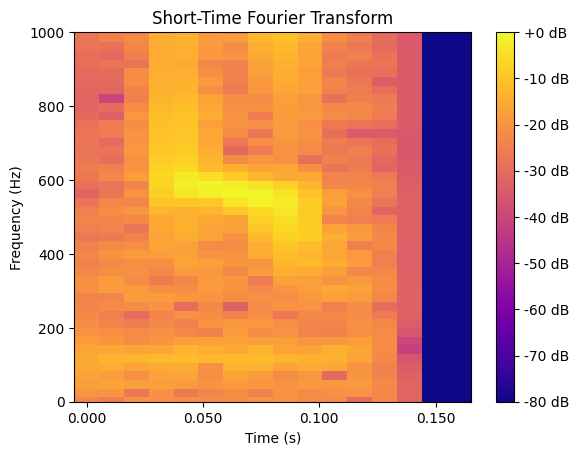 Short-Time Fourier Transform
Frequency (Hz)
1000
800
600
400
200
0
0.000
0.050
0.100
0.150
Time (s)
+0 dB
-10 dB
-20 dB
-30 dB
-40 dB
-50 dB
-60 dB
-70 dB
-80 dB